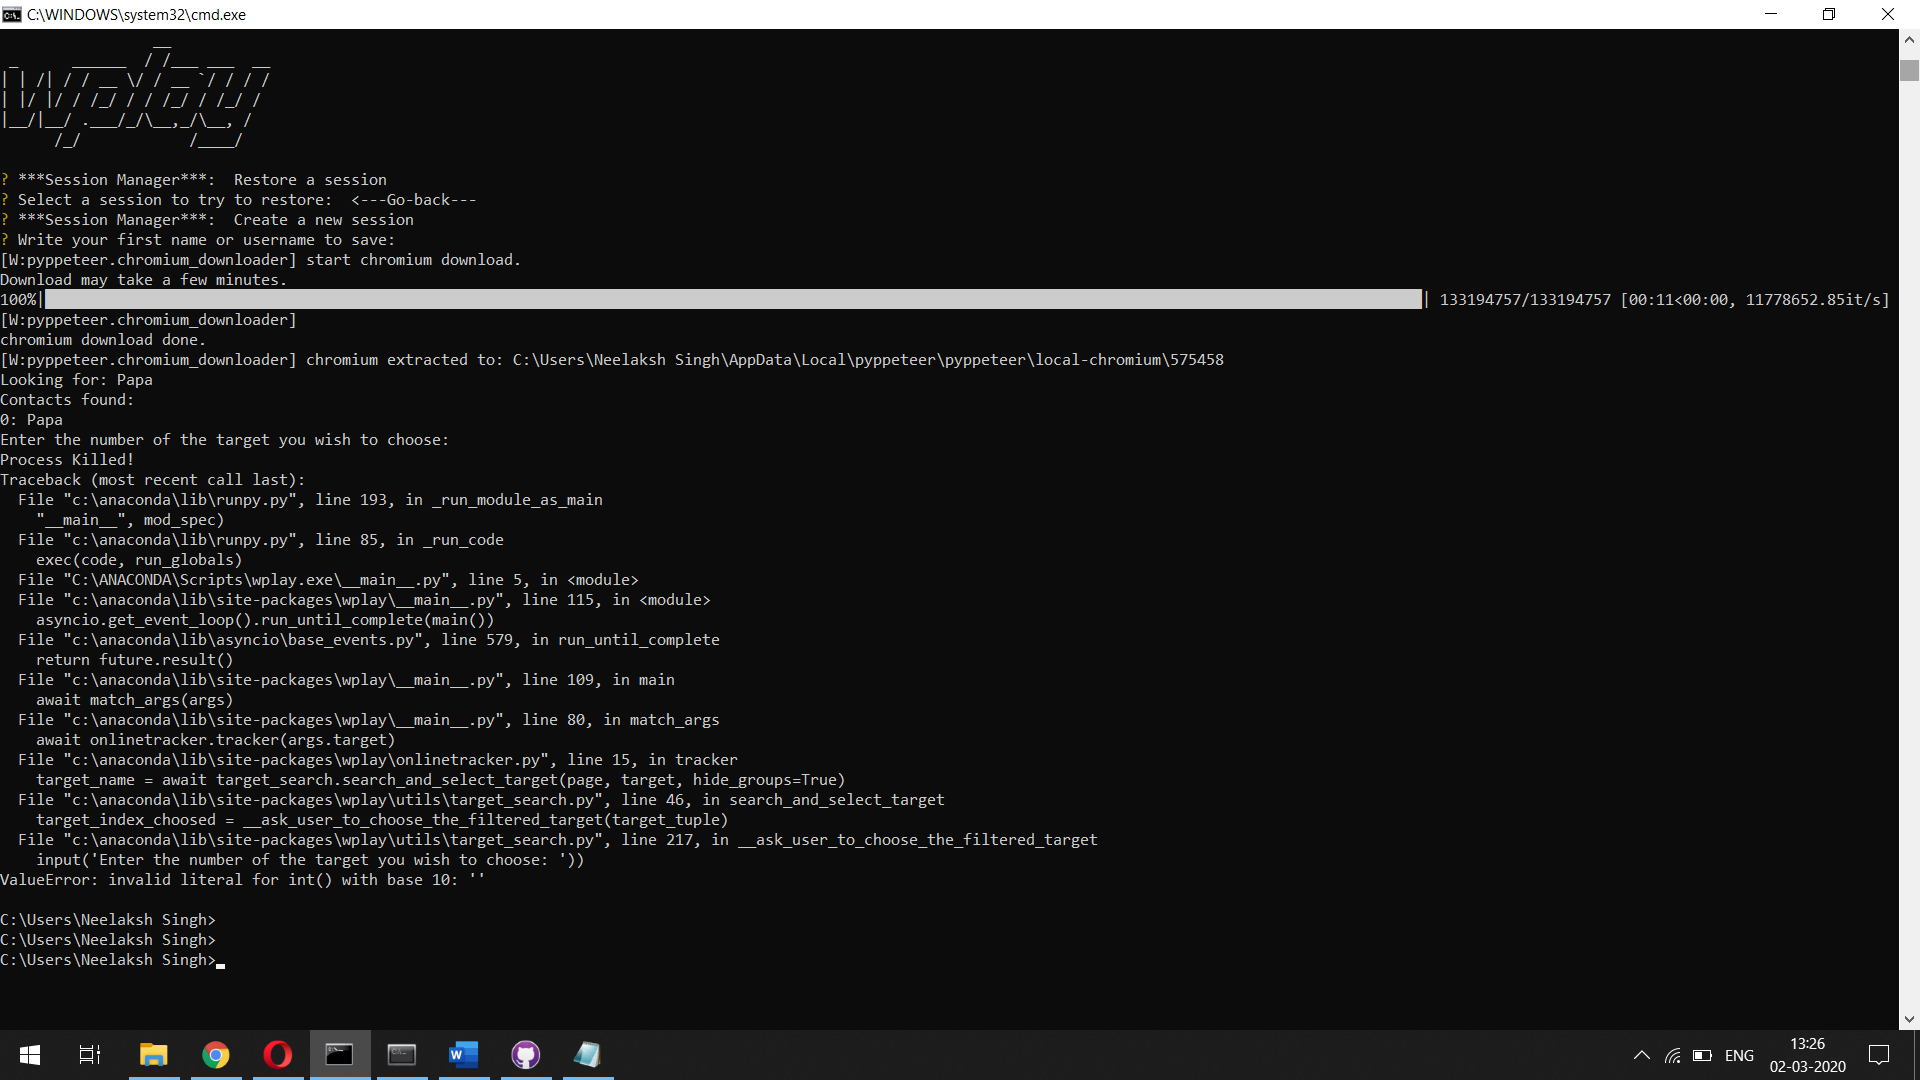 C:\WINDOWS\system32\cmd.exe
              __
 _      ______  / /___ ___  __
| | /| / / __ \/ / __ `/ / / /
| |/ |/ / /_/ / / /_/ / /_/ /
|__/|__/ .___/_/\__,_/\__, /
      /_/            /____/
? ***Session Manager***:  Restore a session
? Select a session to try to restore:  <---Go-back---
? ***Session Manager***:  Create a new session
? Write your first name or username to save:
[W:pyppeteer.chromium_downloader] start chromium download.
Download may take a few minutes.
100%| | 133194757/133194757 [00:11<00:00, 11778652.85it/s]
[W:pyppeteer.chromium_downloader]
chromium download done.
[W:pyppeteer.chromium_downloader] chromium extracted to: C:\Users\Neelaksh Singh\AppData\Local\pyppeteer\pyppeteer\local-chromium\575458
Looking for: Papa
Contacts found:
0: Papa
Enter the number of the target you wish to choose:
Process Killed!
Traceback (most recent call last):
  File "c:\anaconda\lib\runpy.py", line 193, in _run_module_as_main
    "__main__", mod_spec)
  File "c:\anaconda\lib\runpy.py", line 85, in _run_code
    exec(code, run_globals)
  File "C:\ANACONDA\Scripts\wplay.exe\__main__.py", line 5, in <module>
  File "c:\anaconda\lib\site-packages\wplay\__main__.py", line 115, in <module>
    asyncio.get_event_loop().run_until_complete(main())
  File "c:\anaconda\lib\asyncio\base_events.py", line 579, in run_until_complete
    return future.result()
  File "c:\anaconda\lib\site-packages\wplay\__main__.py", line 109, in main
    await match_args(args)
  File "c:\anaconda\lib\site-packages\wplay\__main__.py", line 80, in match_args
    await onlinetracker.tracker(args.target)
  File "c:\anaconda\lib\site-packages\wplay\onlinetracker.py", line 15, in tracker
    target_name = await target_search.search_and_select_target(page, target, hide_groups=True)
  File "c:\anaconda\lib\site-packages\wplay\utils\target_search.py", line 46, in search_and_select_target
    target_index_choosed = __ask_user_to_choose_the_filtered_target(target_tuple)
  File "c:\anaconda\lib\site-packages\wplay\utils\target_search.py", line 217, in __ask_user_to_choose_the_filtered_target
    input('Enter the number of the target you wish to choose: '))
ValueError: invalid literal for int() with base 10: ''
C:\Users\Neelaksh Singh>
C:\Users\Neelaksh Singh>
C:\Users\Neelaksh Singh>
ENG
13:26
02-03-2020